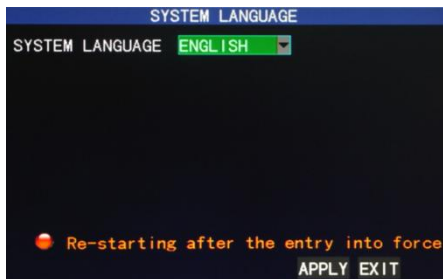 SYSTEM LANGUAGE
SYSTEM LANGUAGE ENGLISH
Re-starting after the entry into force
APPLY EXIT